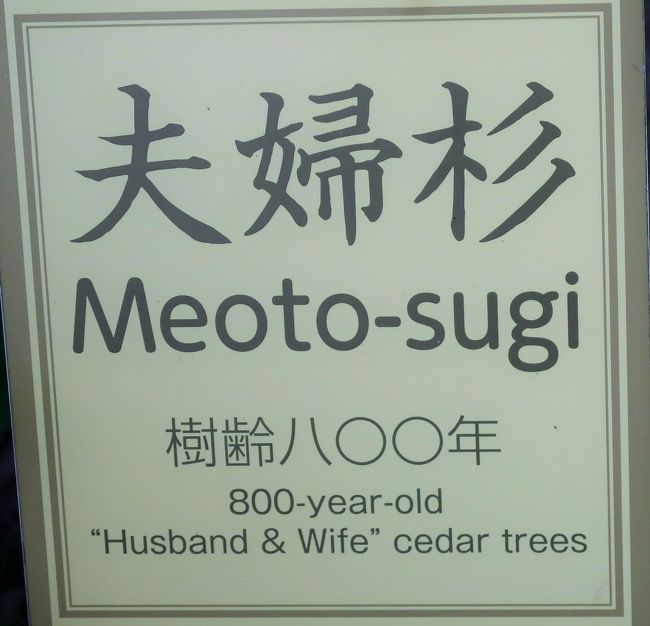 夫婦杉
Meoto-sugi
樹齢八〇〇年
800-year-old
“Husband & Wife” cedar trees